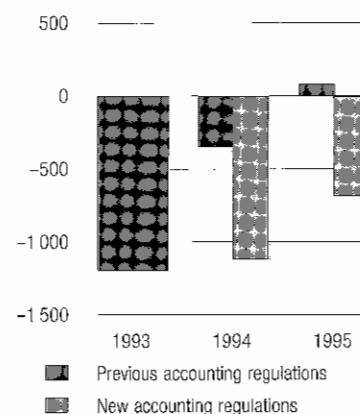 500
0
-500
-1 000
-1 500
1993 1994 1995
Previous accounting regulations
New accounting regulations